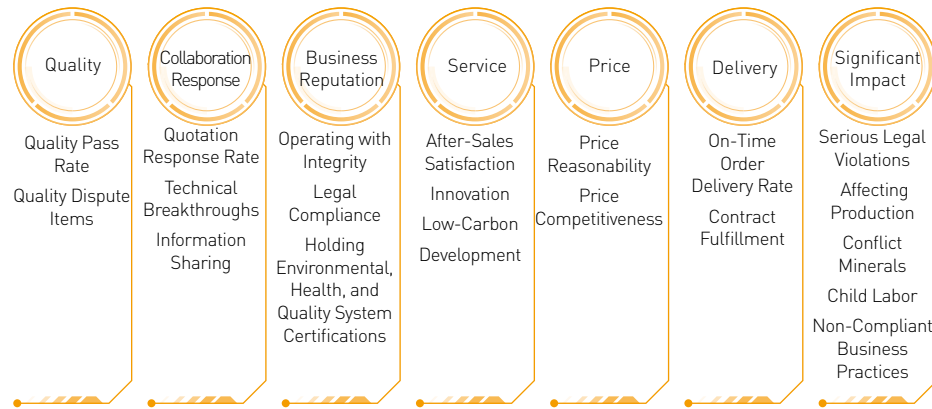 Quality
Quality Pass
Rate
Quality Dispute
Items
Collaboration
Response
Quotation
Response Rate
Technical
Breakthroughs
Information
Sharing
Business
Reputation
Operating with
Integrity
Legal
Compliance
Holding
Environmental,
Health, and
Quality System
Certifications
Service
After-Sales
Satisfaction
Innovation
Low-Carbon
Development
Price
Price
Reasonability
Price
Competitiveness
Delivery
On-Time
Order
Delivery Rate
Contract
Fulfillment
Significant
Impact
Serious Legal
Violations
Affecting
Production
Conflict
Minerals
Child Labor
Non-Compliant
Business
Practices